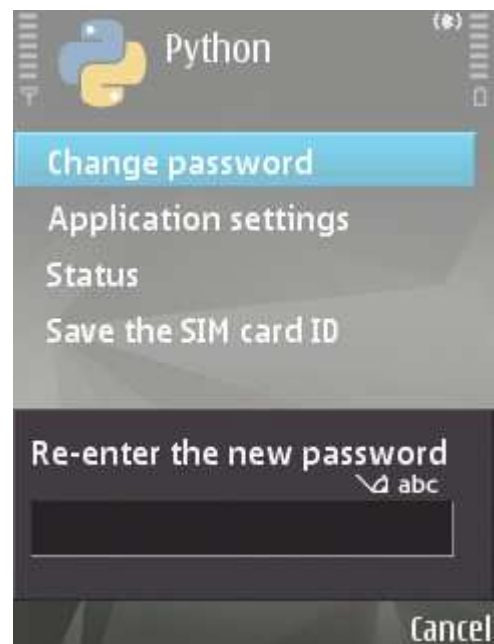 Python
Change password
Application settings
Status
Save the SIM card ID
Re-enter the new password
abc
Cancel